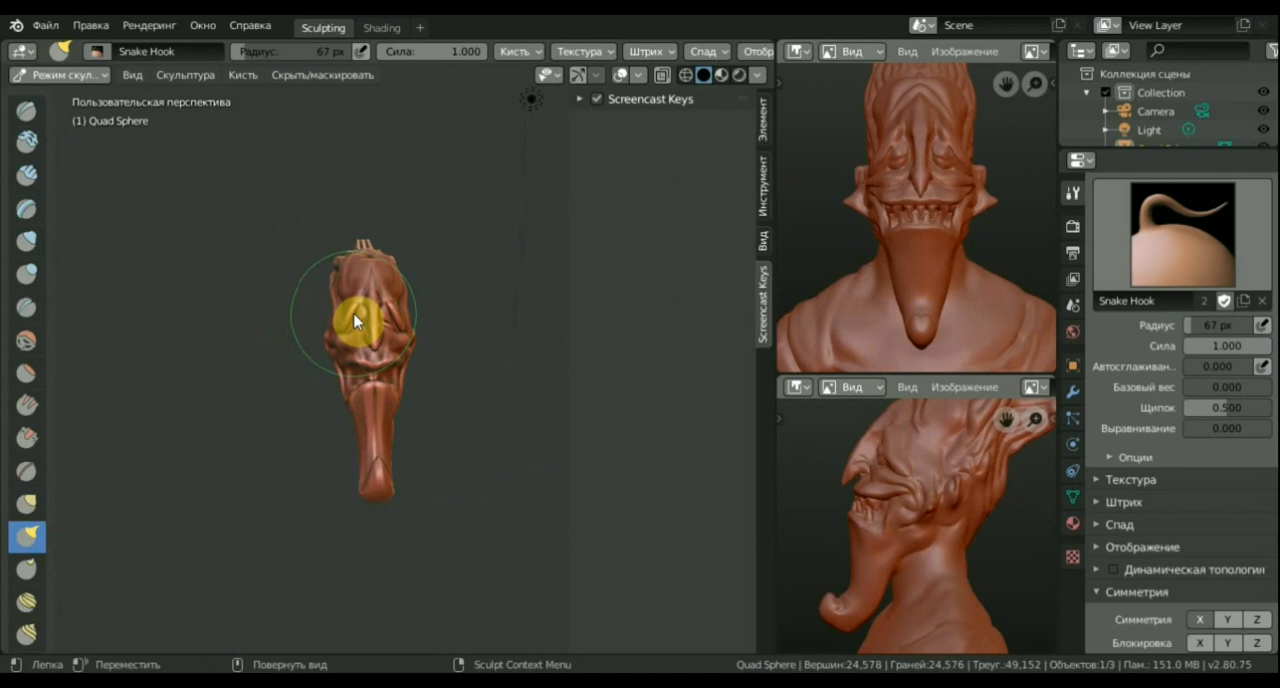 Файл Правка Рендеринг Окно Справка Sculpting Shading + Scene View Layer
Snake Hook Радиус: 67 px Сила: 1.000 Кисть Текстура Штрих Спад Отобр
Вид Вид Изображение
Режим скул.. Вид Скульптура Кисть Скрыть/маскировать
Пользовательская перспектива
(1) Quad Sphere
Screencast Keys
Элемент
Инструмент
Вид
Screencast Keys
Вид Вид Изображение
Коллекция сцены
Collection
Camera
Light
Snake Hook 2
Радиус 67 px
Сила 1.000
Автосглаживан.. 0.000
Базовый вес 0.000
Щипок 0.500
Выравнивание 0.000
Опции
Текстура
Штрих
Спад
Отображение
Динамическая топология
Симметрия
Симметрия X Y Z
Блокировка X Y Z
Лепка Переместить Повернуть вид Sculpt Context Menu Quad Sphere | Вершин:24,578 | Граней:24,576 | Треуг.:49,152 | Объектов:1/3 | Пам.: 151.0 MB | v2.80.75